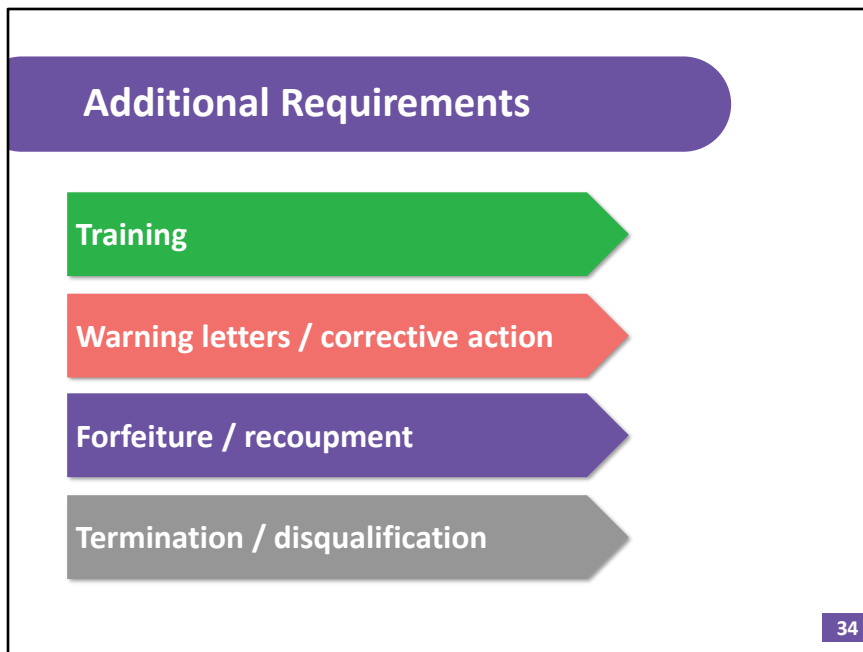 Additional Requirements
Training
Warning letters / corrective action
Forfeiture / recoupment
Termination / disqualification
34